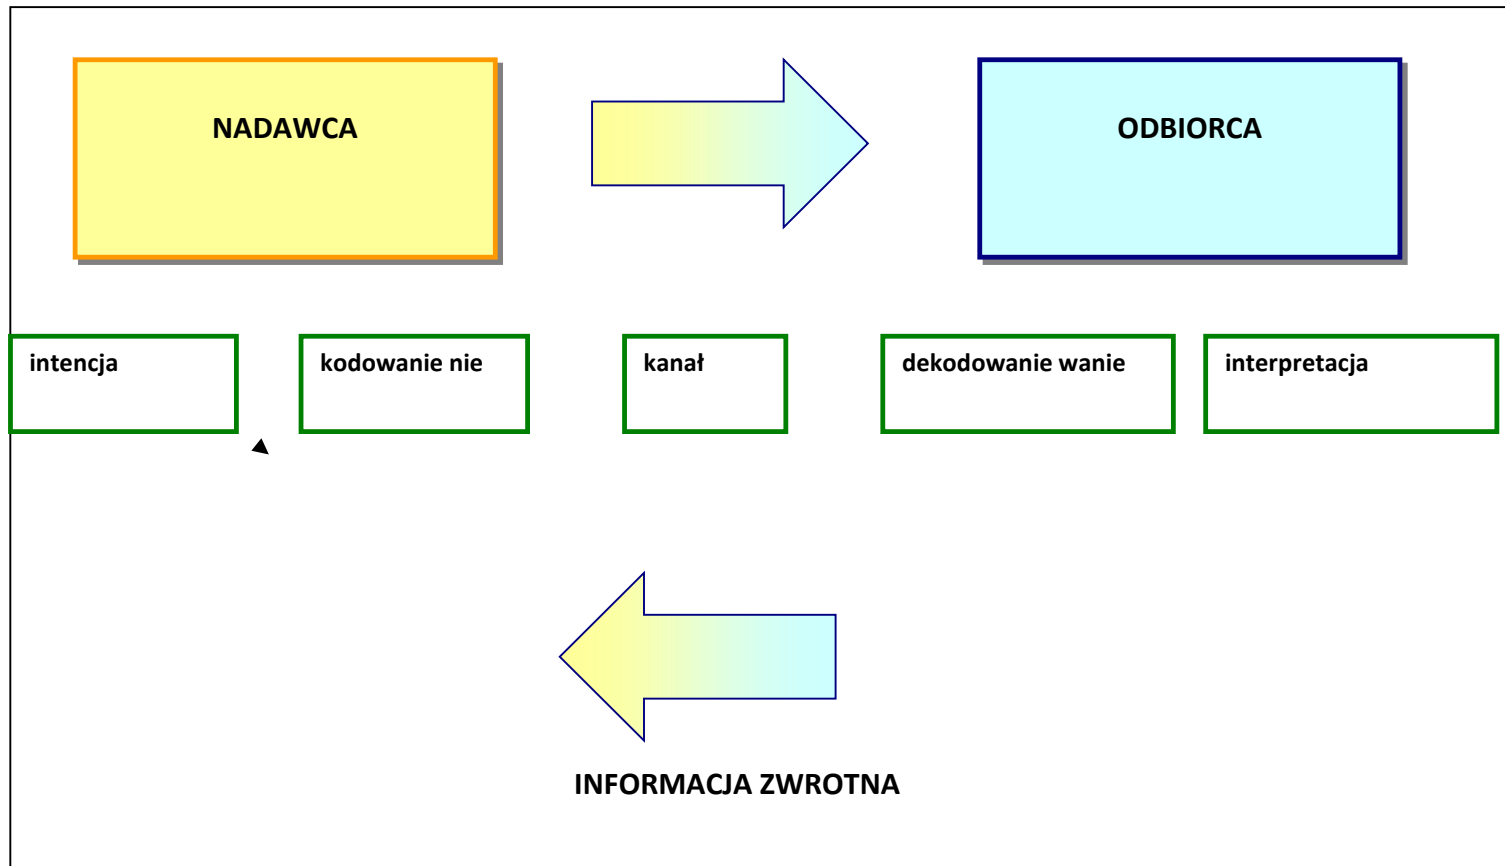 NADAWCA
ODBIORCA
intencja
kodowanie nie
kanał
dekodowanie wanie
interpretacja
INFORMACJA ZWROTNA